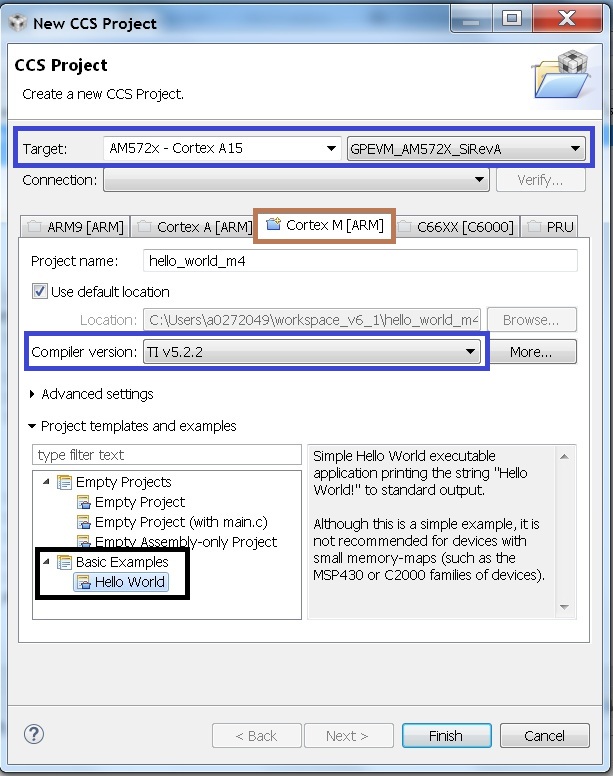 New CCS Project
CCS Project
Create a new CCS Project.
Target: AM572x - Cortex A15 GPEVM_AM572X_SiRevA
Connection: Verify...
ARM9 [ARM] Cortex A [ARM] Cortex M [ARM] C66XX [C6000] PRU
Project name: hello_world_m4
Use default location
Location: C:\Users\a0272049\workspace_v6_1\hello_world_m4 Browse...
Compiler version: TI v5.2.2 More...
Advanced settings
Project templates and examples
type filter text
Empty Projects
Empty Project
Empty Project (with main.c)
Empty Assembly-only Project
Basic Examples
Hello World
Simple Hello World executable
application printing the string "Hello
World!" to standard output.
Although this is a simple example, it is
not recommended for devices with
small memory-maps (such as the
MSP430 or C2000 families of devices).
? < Back Next > Finish Cancel